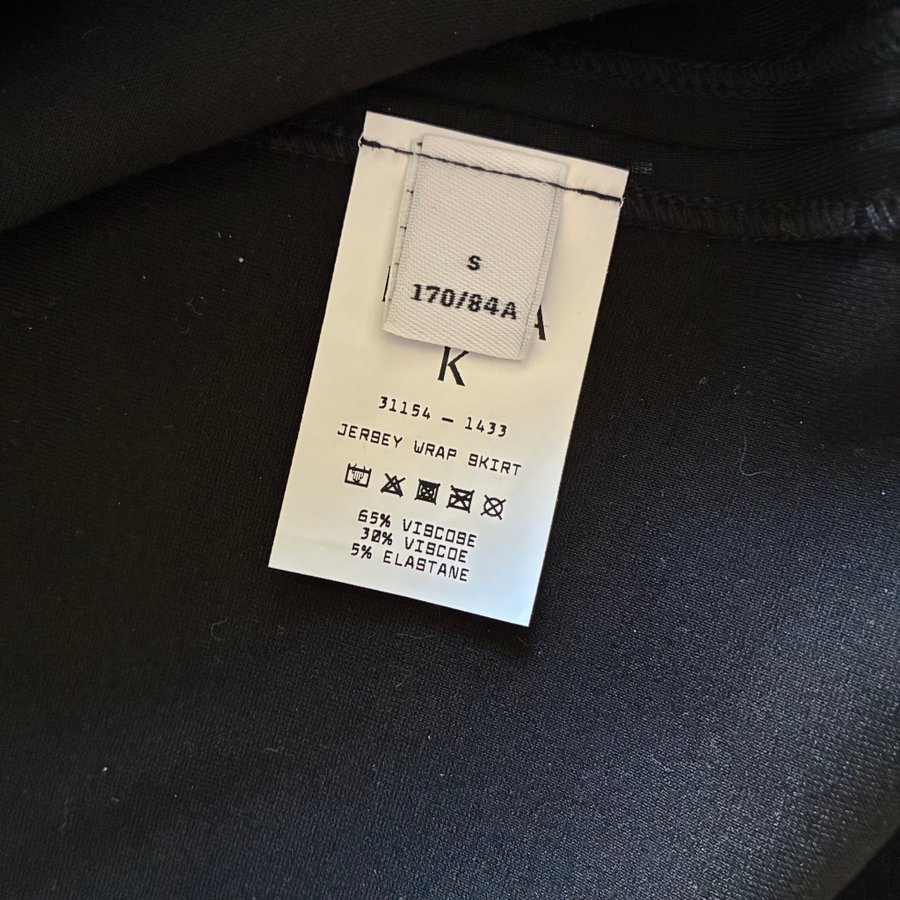 S
170/84A
A
K
31154 – 1433
JERSEY WRAP SKIRT
65% VISCOSE
30% VISCOE
5% ELASTANE